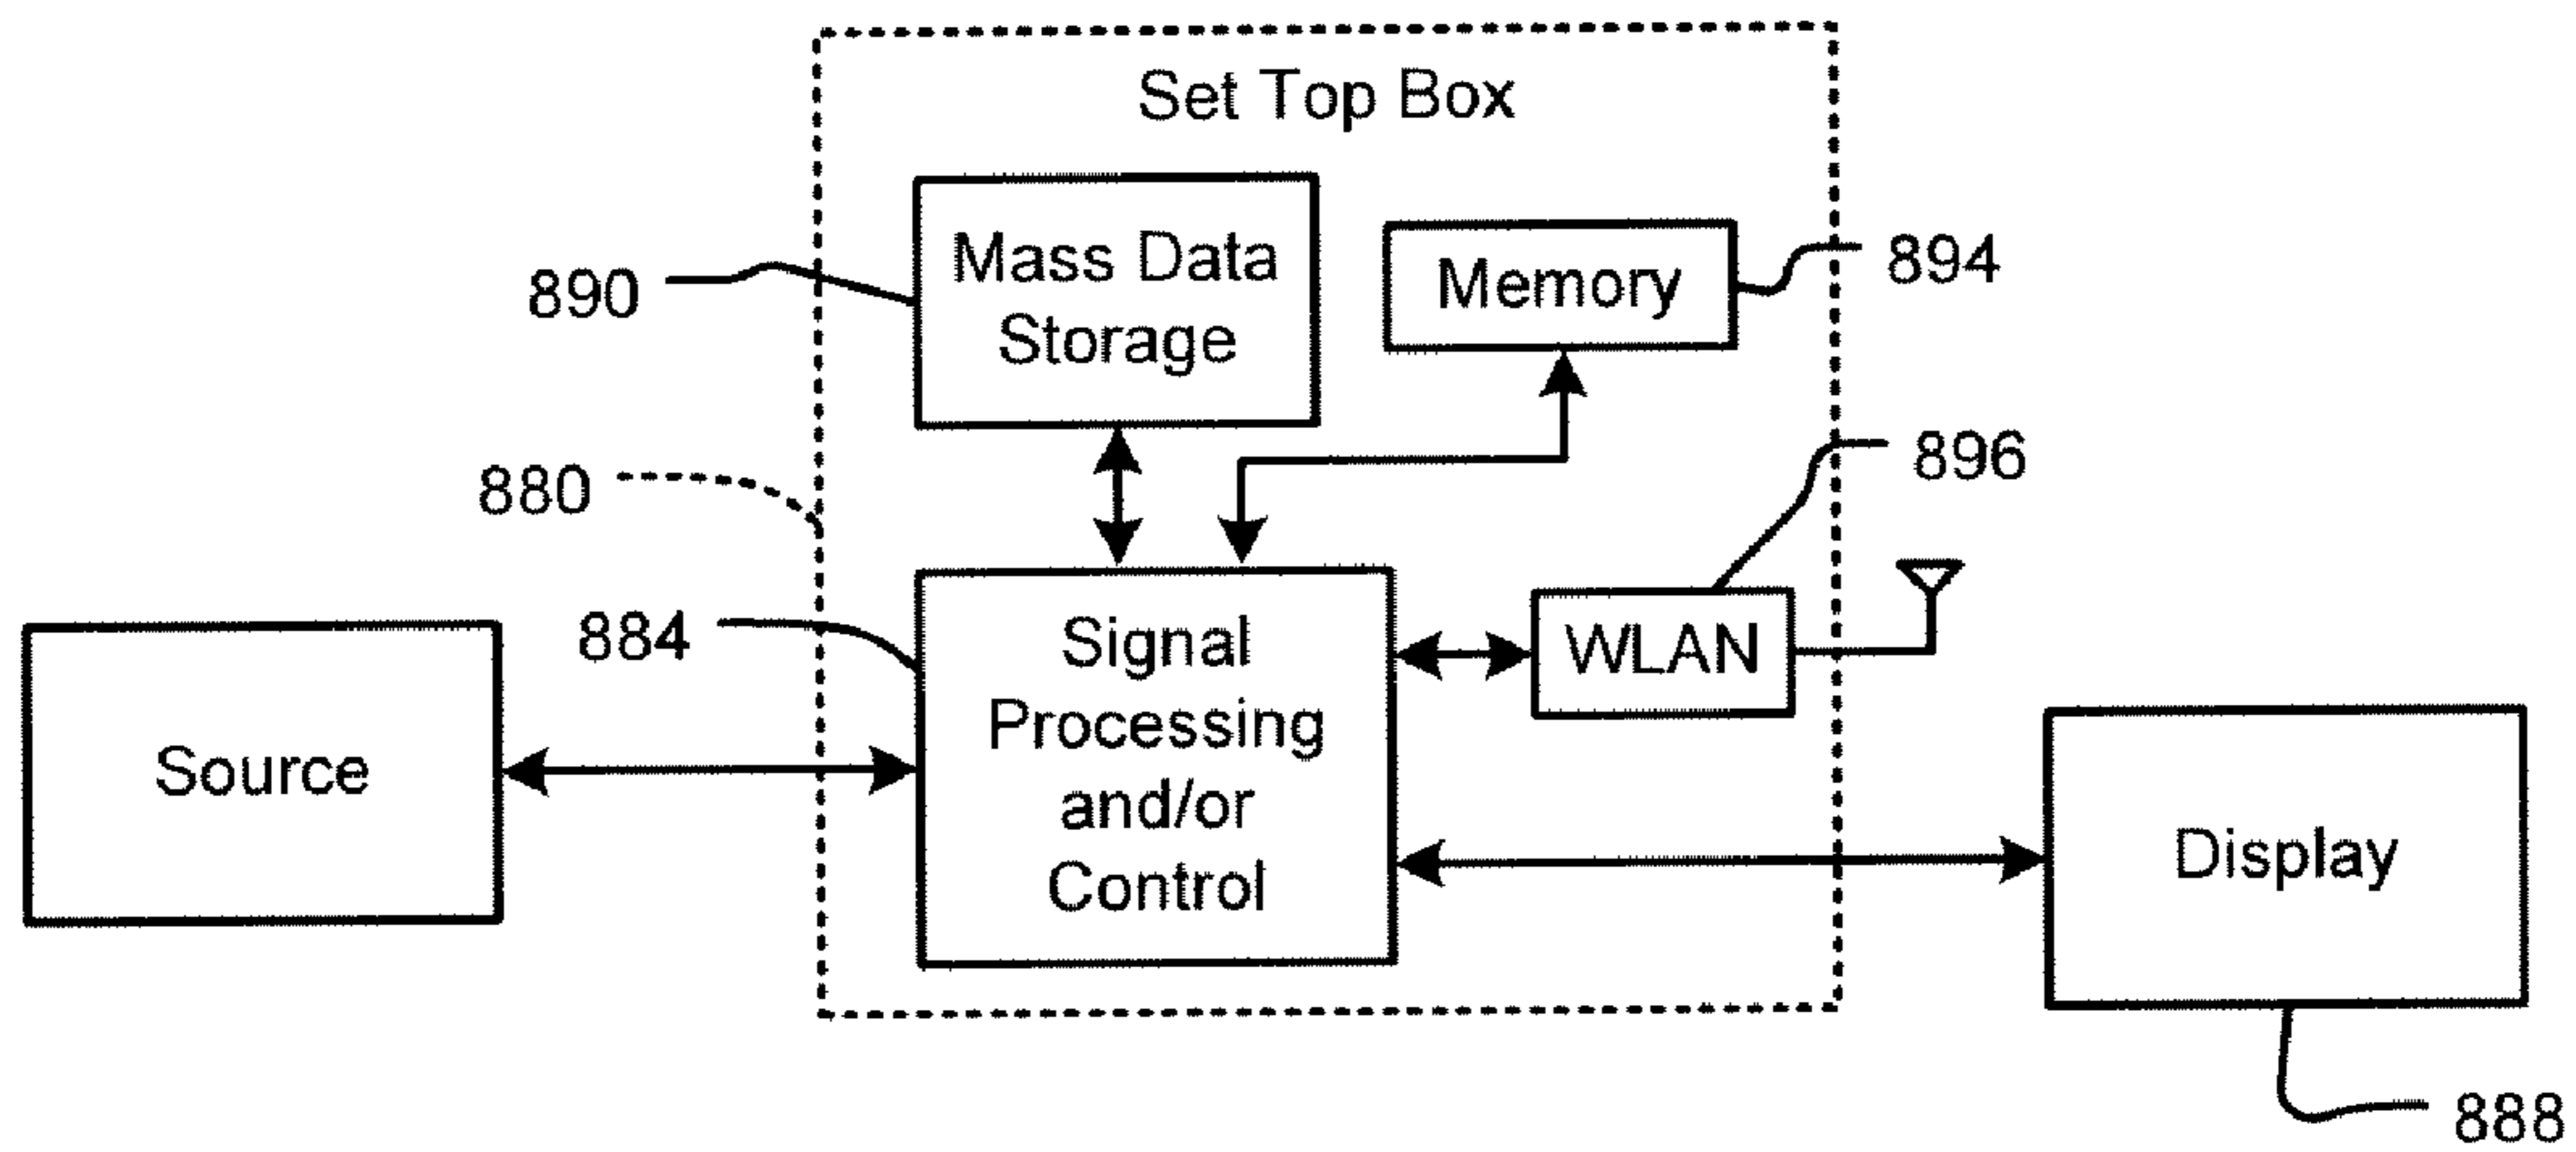 Set Top Box
Mass Data
Storage
890
Memory
894
896
880
Signal
Processing
and/or
Control
884
WLAN
Source
Display
888